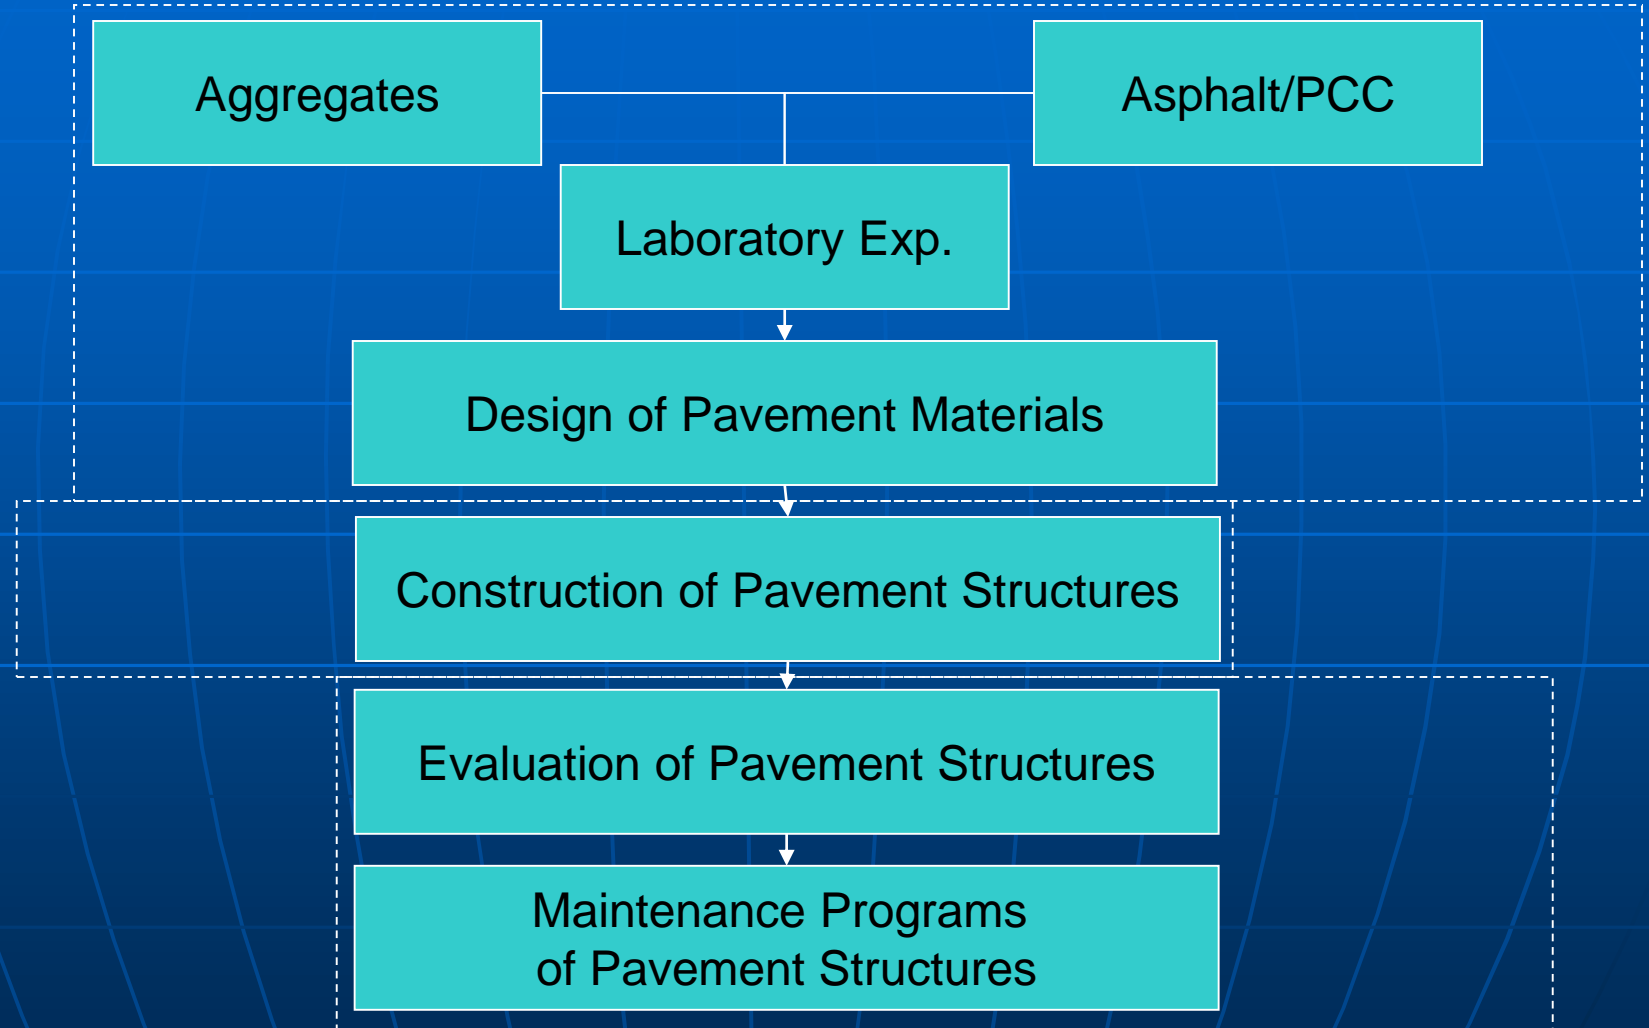 Aggregates
Asphalt/PCC
Laboratory Exp.
Design of Pavement Materials
Construction of Pavement Structures
Evaluation of Pavement Structures
Maintenance Programs
of Pavement Structures